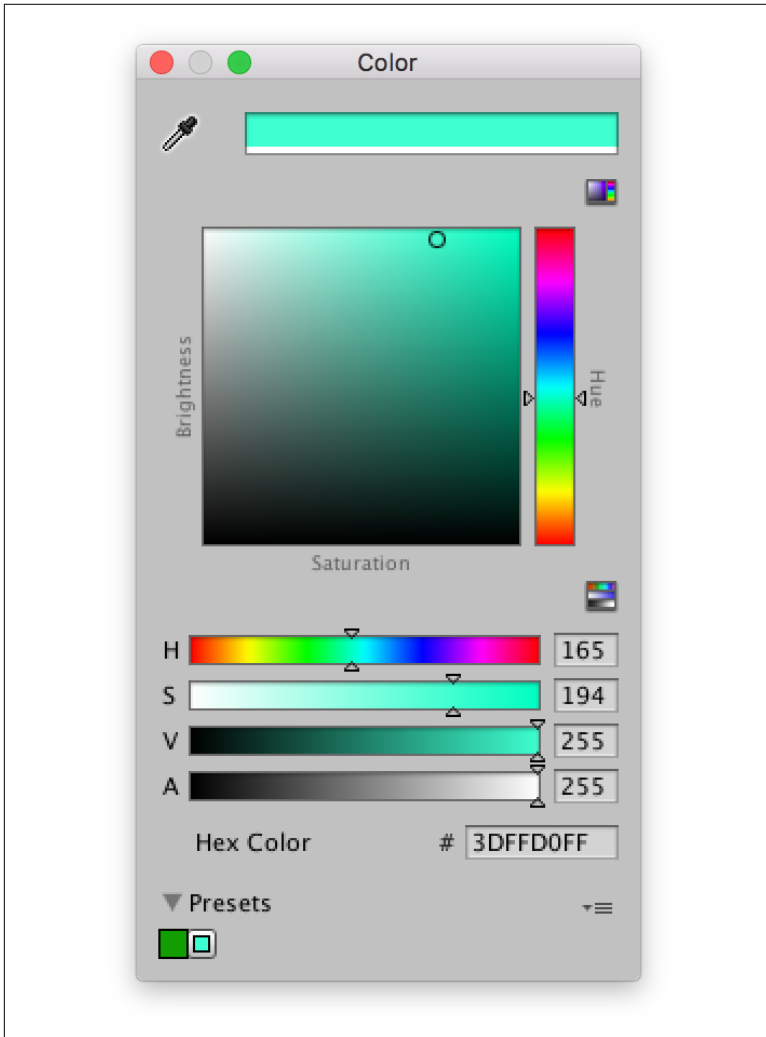 Color
Brightness
Hue
Saturation
H 165
S 194
V 255
A 255
Hex Color # 3DFFD0FF
Presets